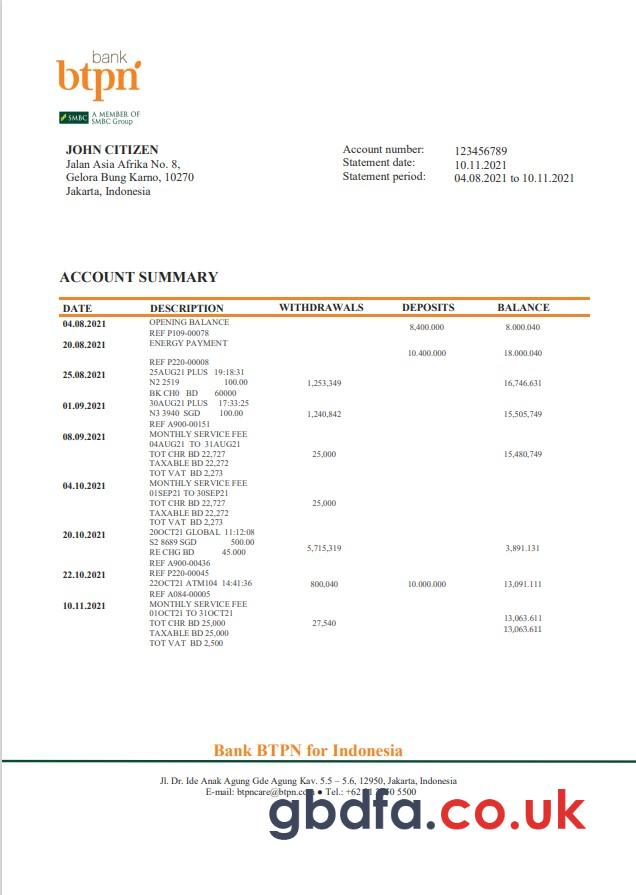 bank
btpn
SMBC A MEMBER OF
SMBC Group
JOHN CITIZEN
Jalan Asia Afrika No. 8,
Gelora Bung Karno, 10270
Jakarta, Indonesia
Account number: 123456789
Statement date: 10.11.2021
Statement period: 04.08.2021 to 10.11.2021
ACCOUNT SUMMARY
DATE DESCRIPTION WITHDRAWALS DEPOSITS BALANCE
04.08.2021 OPENING BALANCE
8,400.000 8.000.040
REF P109-00078
20.08.2021 ENERGY PAYMENT
10.400.000 18.000.040
REF P220-00008
25.08.2021 25AUG21 PLUS 19:18:31
N2 2519 100.00 1,253,349 16,746.631
BK CH0 BD 60000
01.09.2021 30AUG21 PLUS 17:33:25
N3 3940 SGD 100.00 1,240,842 15,505,749
REF A900-00151
08.09.2021 MONTHLY SERVICE FEE
04AUG21 TO 31AUG21
TOT CHR BD 22,727 25,000 15,480,749
TAXABLE BD 22,272
TOT VAT BD 2,273
04.10.2021 MONTHLY SERVICE FEE
01SEP21 TO 30SEP21
TOT CHR BD 22,727 25,000
TAXABLE BD 22,272
TOT VAT BD 2,273
20.10.2021 20OCT21 GLOBAL 11:12:08
S2 8689 SGD 500.00
RE CHG BD 45.000 5,715,319 3,891.131
REF A900-00436
22.10.2021 REF P220-00045
22OCT21 ATM104 14:41:36 800,040 10.000.000 13,091.111
REF A084-00005
10.11.2021 MONTHLY SERVICE FEE
01OCT21 TO 31OCT21
13,063.611
TOT CHR BD 25,000 27,540
13,063.611
TAXABLE BD 25,000
TOT VAT BD 2,500
Bank BTPN for Indonesia
Jl. Dr. Ide Anak Agung Gde Agung Kav. 5.5 – 5.6, 12950, Jakarta, Indonesia
E-mail: ● Tel.: 5500
gbdfa.co.uk